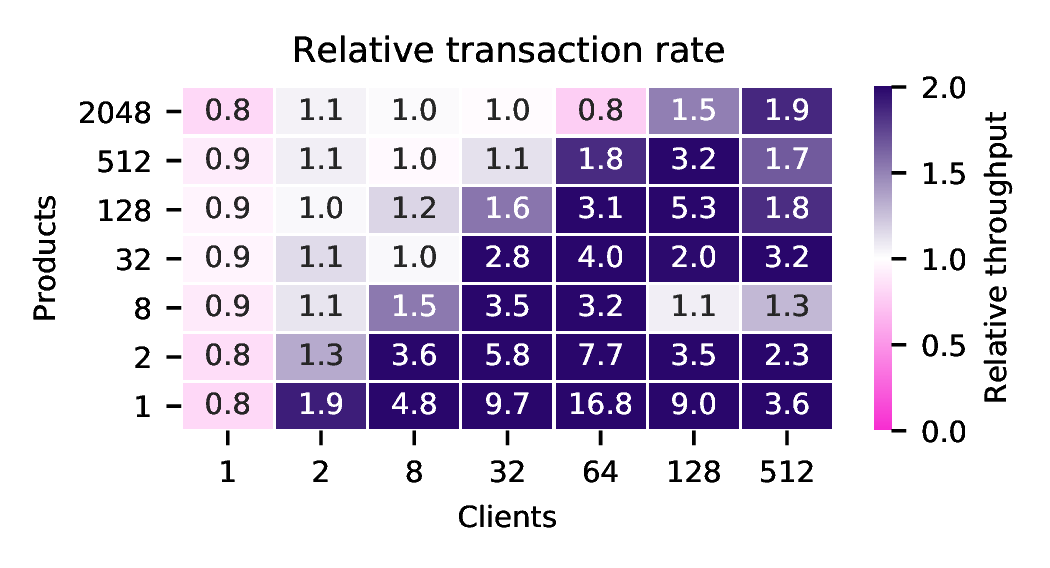 Relative transaction rate
2048 0.8 1.1 1.0 1.0 0.8 1.5 1.9
512 0.9 1.1 1.0 1.1 1.8 3.2 1.7
128 0.9 1.0 1.2 1.6 3.1 5.3 1.8
32 0.9 1.1 1.0 2.8 4.0 2.0 3.2
8 0.9 1.1 1.5 3.5 3.2 1.1 1.3
2 0.8 1.3 3.6 5.8 7.7 3.5 2.3
1 0.8 1.9 4.8 9.7 16.8 9.0 3.6
1 2 8 32 64 128 512
Clients
Products
2.0
1.5
1.0
0.5
0.0
Relative throughput